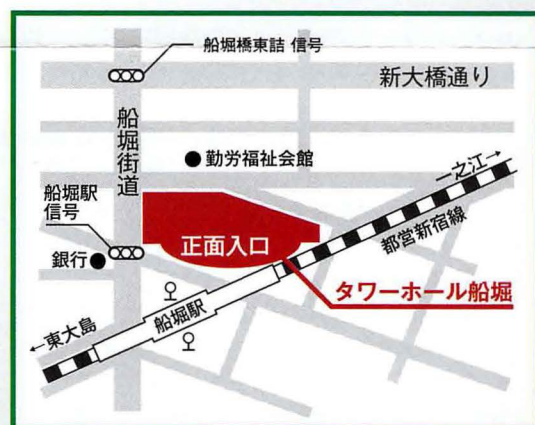 船堀橋東詰 信号
新大橋通り
船堀街道
勤労福祉会館
一之江
船堀駅
信号
正面入口
都営新宿線
銀行
タワーホール船堀
船堀駅
東大島